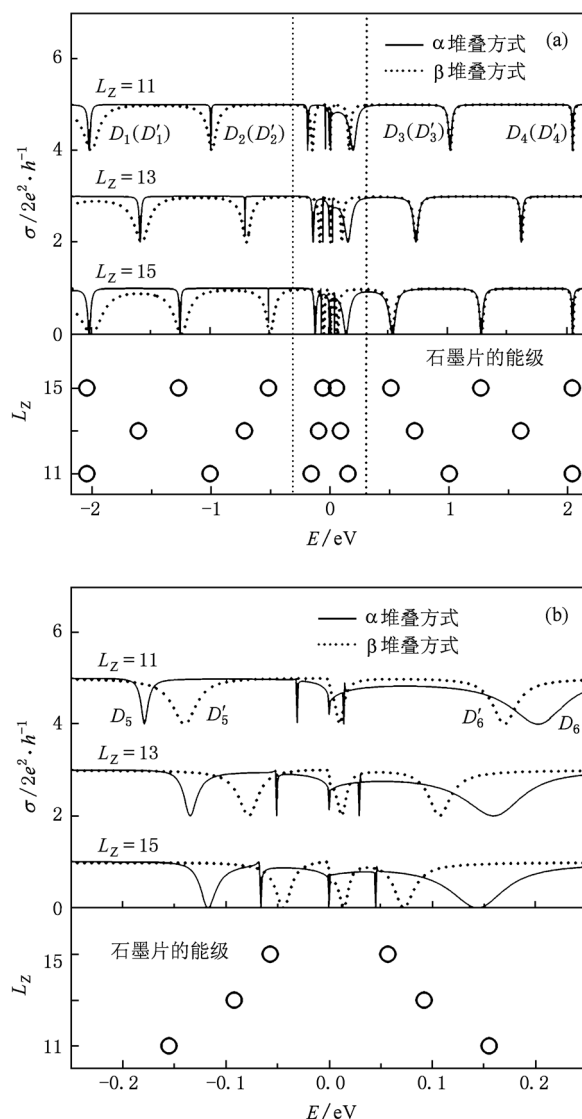 (a)
α堆叠方式
β堆叠方式
L_Z = 11
D_1(D'_1) D_2(D'_2) D_3(D'_3) D_4(D'_4)
L_Z = 13
L_Z = 15
σ/2e²·h⁻¹
6
4
2
0
石墨片的能级
L_Z
15
13
11
-2 -1 0 1 2
E/eV
(b)
α堆叠方式
β堆叠方式
L_Z = 11
D_5 D'_5 D'_6 D_6
L_Z = 13
L_Z = 15
σ/2e²·h⁻¹
6
4
2
0
石墨片的能级
L_Z
15
11
-0.2 -0.1 0.0 0.1 0.2
E/eV